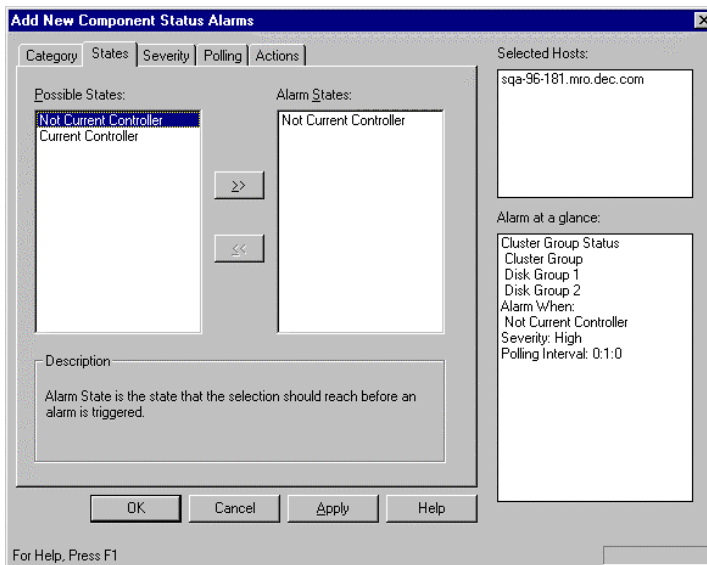 Add New Component Status Alarms
Category States Severity Polling Actions
Possible States:
Not Current Controller
Current Controller
>>
<<
Alarm States:
Not Current Controller
Description
Alarm State is the state that the selection should reach before an
alarm is triggered.
Selected Hosts:
sqa-96-181.mro.dec.com
Alarm at a glance:
Cluster Group Status
Cluster Group
Disk Group 1
Disk Group 2
Alarm When:
Not Current Controller
Severity: High
Polling Interval: 0:1:0
OK Cancel Apply Help
For Help, Press F1